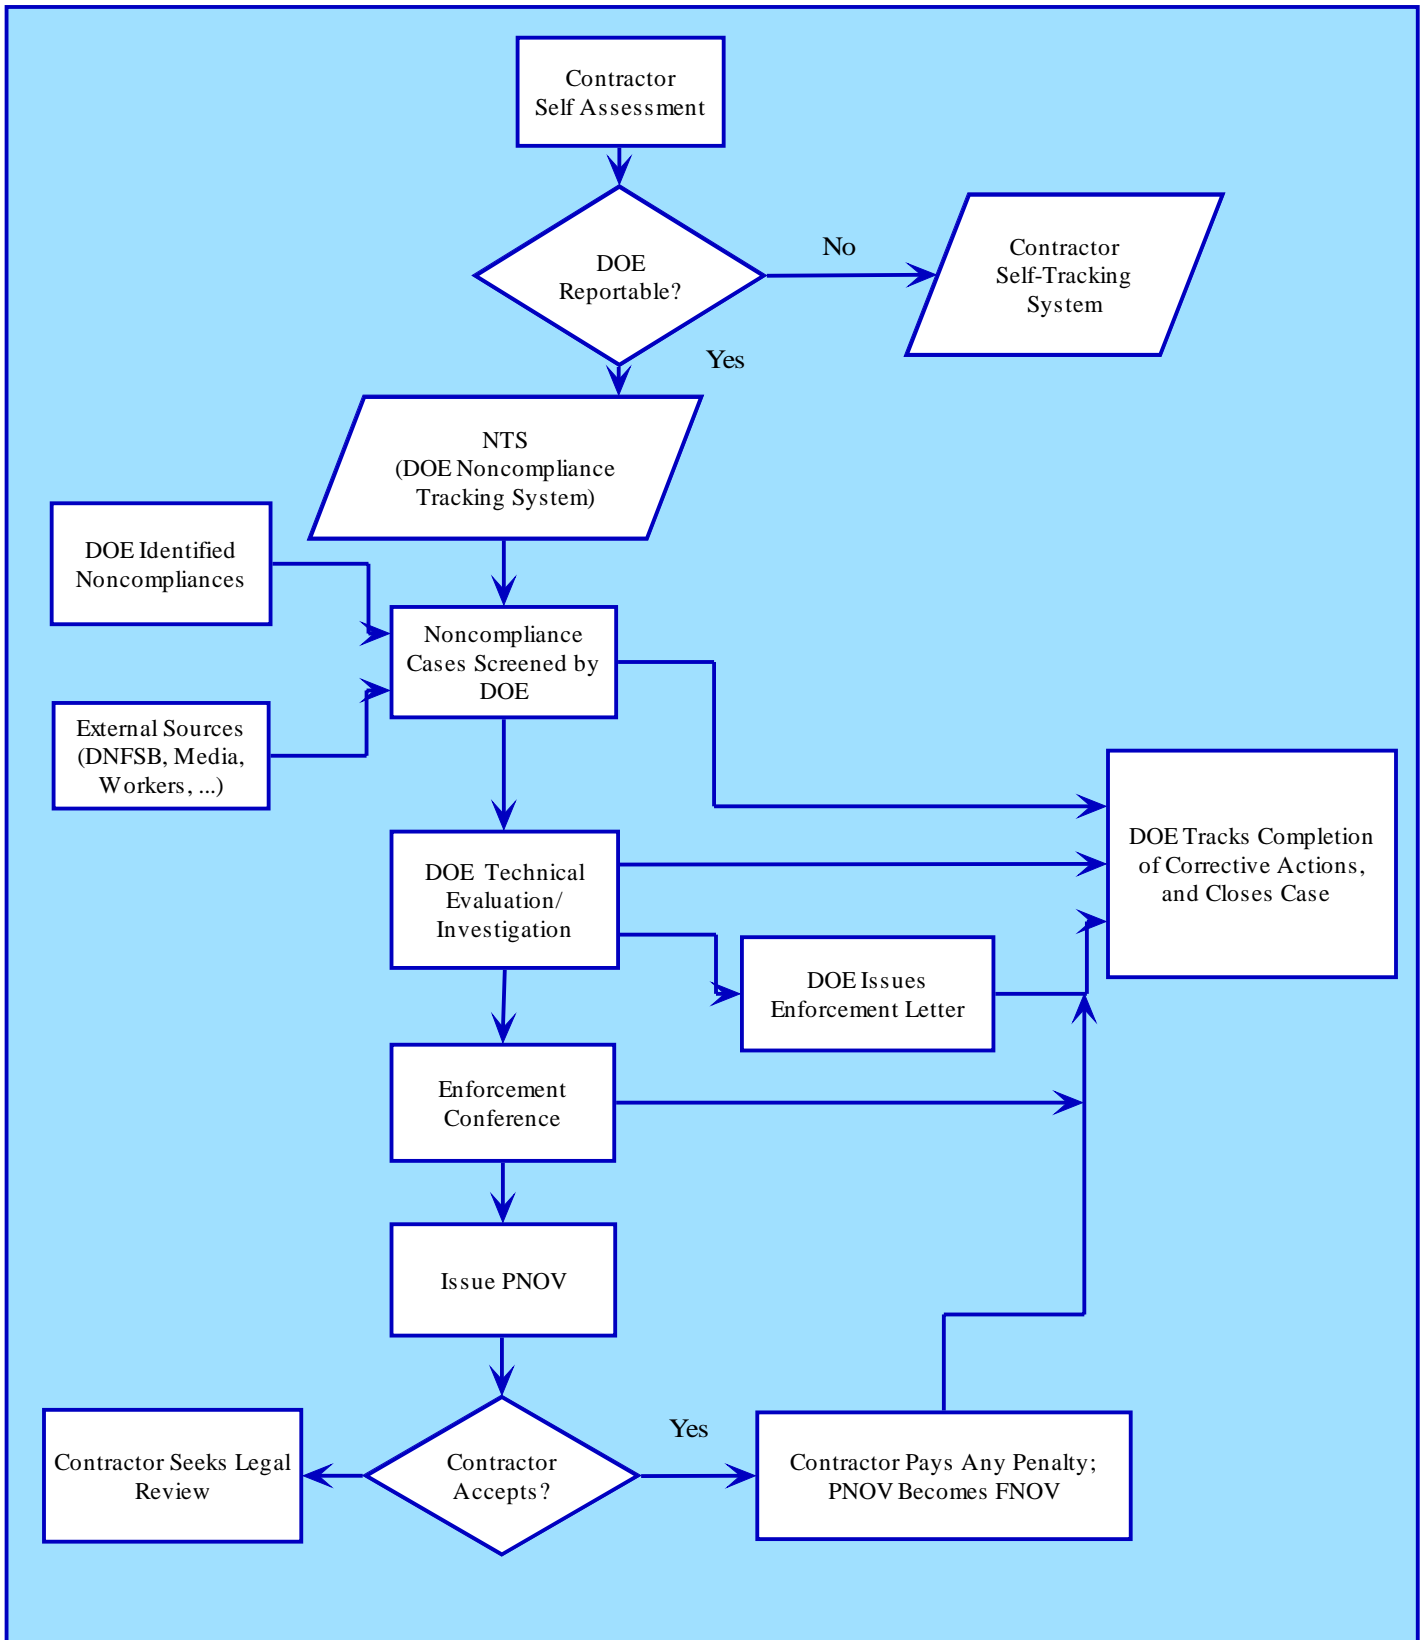 Contractor
Self Assessment
DOE
Reportable?
No
Contractor
Self-Tracking
System
Yes
NTS
(DOE Noncompliance
Tracking System)
DOE Identified
Noncompliances
Noncompliance
Cases Screened by
DOE
External Sources
(DNFSB, Media,
Workers, ...)
DOE Technical
Evaluation/
Investigation
DOE Tracks Completion
of Corrective Actions,
and Closes Case
DOE Issues
Enforcement Letter
Enforcement
Conference
Issue PNOV
Contractor Seeks Legal
Review
Contractor
Accepts?
Yes
Contractor Pays Any Penalty;
PNOV Becomes FNOV